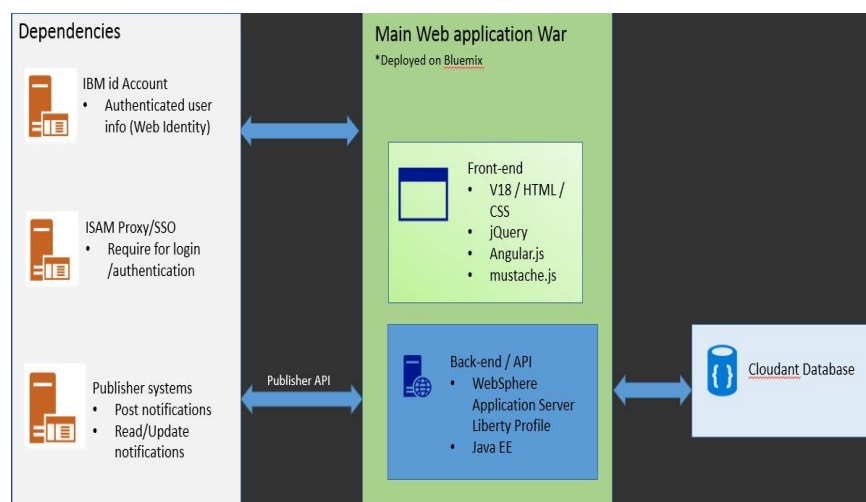 Dependencies
IBM id Account
• Authenticated user
info (Web Identity)
ISAM Proxy/SSO
• Require for login
/authentication
Publisher systems
• Post notifications
• Read/Update
notifications
Publisher API
Main Web application War
*Deployed on Bluemix
Front-end
• V18 / HTML /
CSS
• jQuery
• Angular.js
• mustache.js
Back-end / API
• WebSphere
Application Server
Liberty Profile
• Java EE
Cloudant Database